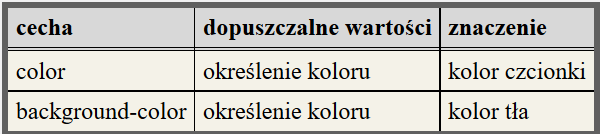 cecha dopuszczalne wartości znaczenie
color określenie koloru kolor czcionki
background-color określenie koloru kolor tła